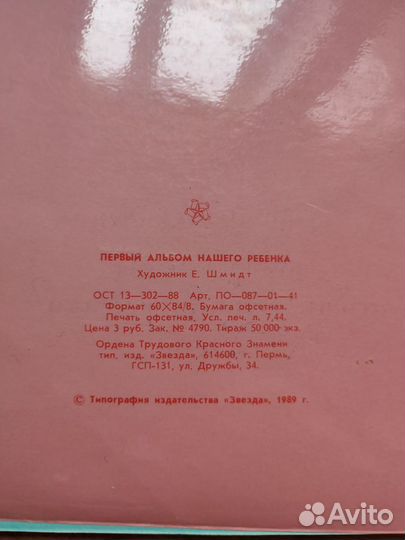 ПЕРВЫЙ АЛЬБОМ НАШЕГО РЕБЕНКА
Художник Е. Шмидт
ОСТ 13—302—88 Арт, ПО—087—01—41
Формат 60×84/8. Бумага офсетная.
Печать офсетная, Усл. печ. л. 7,44.
Цена 3 руб. Зак. № 4790. Тираж 50 000 экз.
Ордена Трудового Красного Знамени
тип. изд. «Звезда», 614600, г. Пермь,
ГСП-131, ул. Дружбы, 34.
© Типография издательства «Звезда», 1989 г.
Avito